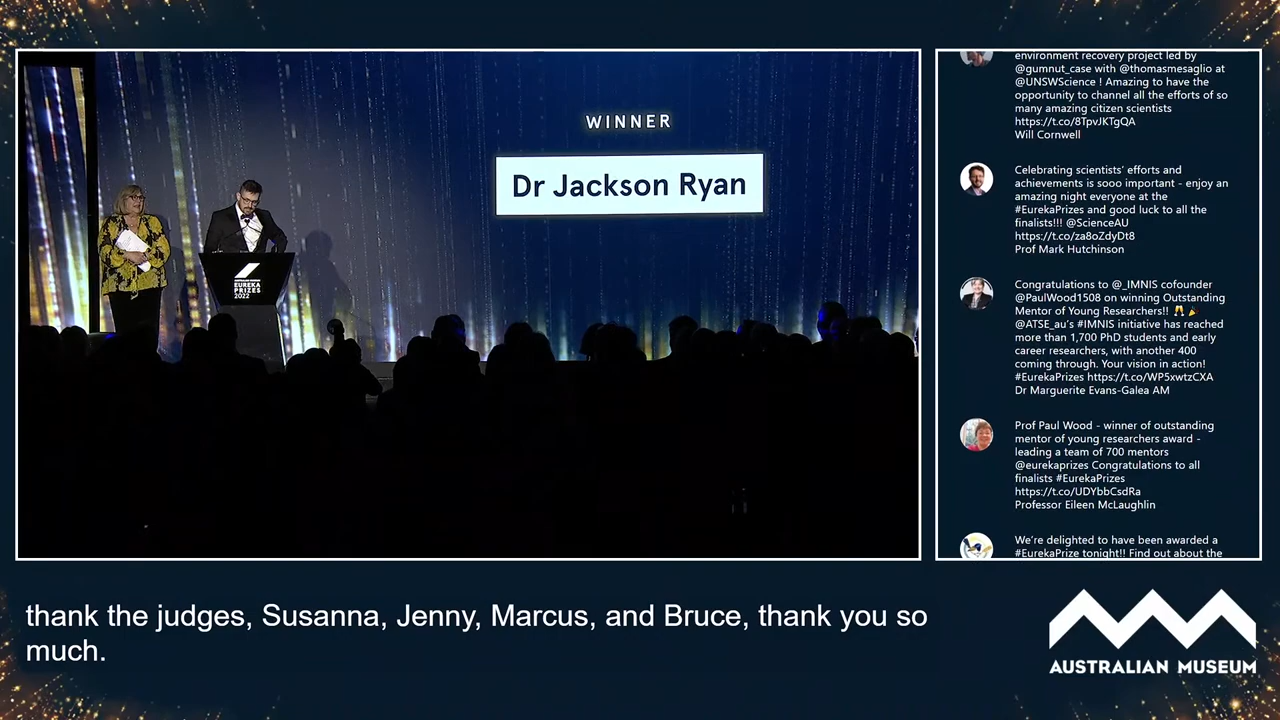 WINNER
Dr Jackson Ryan
AUSTRALIAN MUSEUM
EUREKA
PRIZES
2022
environment recovery project led by
@gumnut_case with @thomasmesaglio at
@UNSWScience ! Amazing to have the
opportunity to channel all the efforts of so
many amazing citizen scientists
https://t.co/8TpvJKTgQA
Will Cornwell
Celebrating scientists' efforts and
achievements is sooo important - enjoy an
amazing night everyone at the
#EurekaPrizes and good luck to all the
finalists!!! @ScienceAU
https://t.co/za8oZdyDt8
Prof Mark Hutchinson
Congratulations to @_IMNIS cofounder
@PaulWood1508 on winning Outstanding
Mentor of Young Researchers!! 🥂🎉
@ATSE_au's #IMNIS initiative has reached
more than 1,700 PhD students and early
career researchers, with another 400
coming through. Your vision in action!
#EurekaPrizes https://t.co/WP5xwtzCXA
Dr Marguerite Evans-Galea AM
Prof Paul Wood - winner of outstanding
mentor of young researchers award -
leading a team of 700 mentors
@eurekaprizes Congratulations to all
finalists #EurekaPrizes
https://t.co/UDYbbCsdRa
Professor Eileen McLaughlin
We're delighted to have been awarded a
#EurekaPrize tonight!! Find out about the
thank the judges, Susanna, Jenny, Marcus, and Bruce, thank you so
much.
AUSTRALIAN MUSEUM